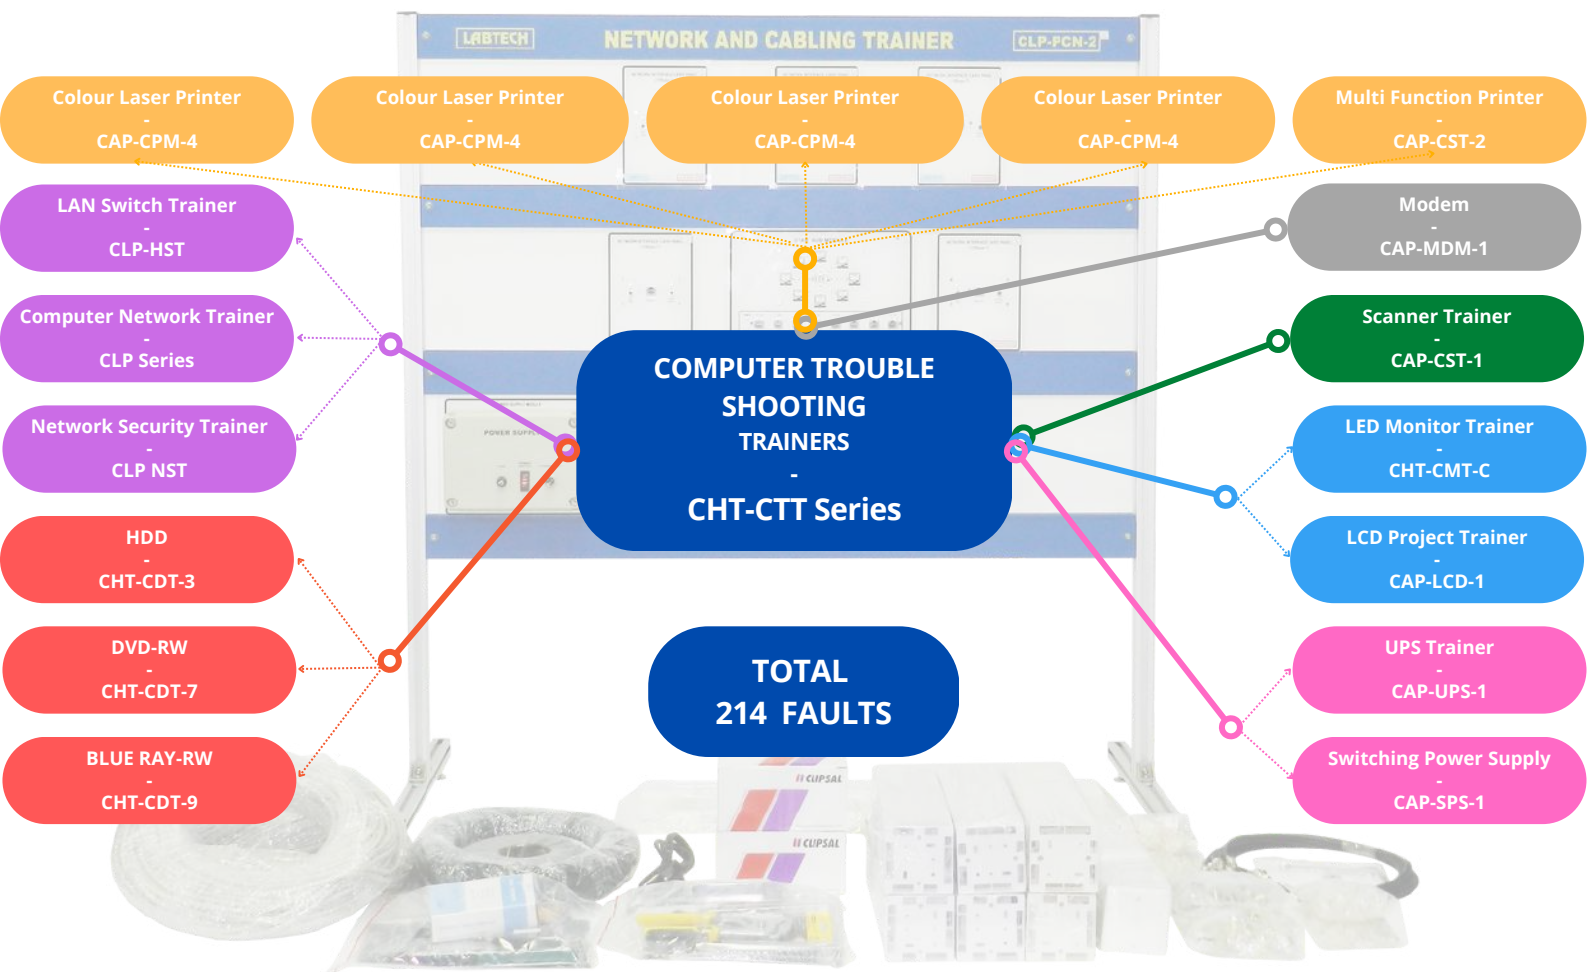 LABTECH
NETWORK AND CABLING TRAINER
CLP-PCN-2
Colour Laser Printer
-
CAP-CPM-4
Colour Laser Printer
-
CAP-CPM-4
Colour Laser Printer
-
CAP-CPM-4
Colour Laser Printer
-
CAP-CPM-4
Multi Function Printer
-
CAP-CST-2
LAN Switch Trainer
-
CLP-HST
Modem
-
CAP-MDM-1
Computer Network Trainer
-
CLP Series
Scanner Trainer
-
CAP-CST-1
COMPUTER TROUBLE
SHOOTING
TRAINERS
-
CHT-CTT Series
Network Security Trainer
-
CLP NST
POWER SUPPLY
LED Monitor Trainer
-
CHT-CMT-C
HDD
-
CHT-CDT-3
LCD Project Trainer
-
CAP-LCD-1
DVD-RW
-
CHT-CDT-7
TOTAL
214 FAULTS
UPS Trainer
-
CAP-UPS-1
BLUE RAY-RW
-
CHT-CDT-9
Switching Power Supply
-
CAP-SPS-1
CLIPSAL
CLIPSAL